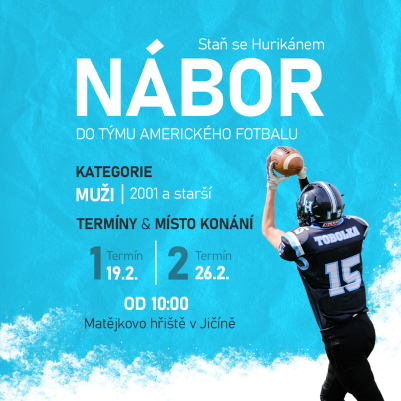 Staň se Hurikánem
NÁBOR
DO TÝMU AMERICKÉHO FOTBALU
KATEGORIE
MUŽI | 2001 a starší
TERMÍNY & MÍSTO KONÁNÍ
1 Termín 19.2.
2 Termín 26.2.
OD 10:00
Matějkovo hřiště v Jičíně
TOBOLKA
15